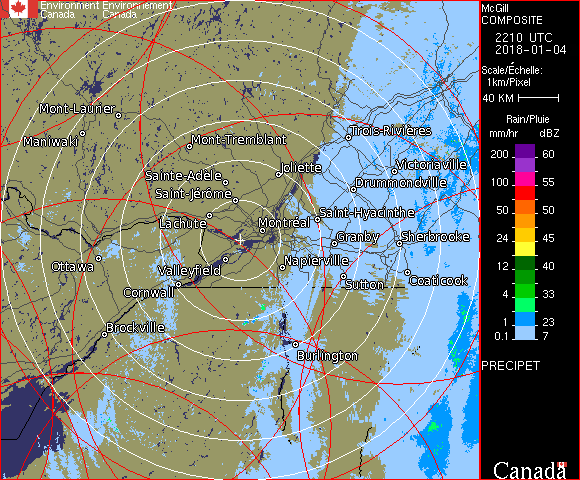 Environment Environnement
Canada Canada
McGill
COMPOSITE
2210 UTC
2018-01-04
Scale/Échelle:
1km/Pixel
40 KM
Rain/Pluie
mm/hr dBZ
200 60
55
100 55
50 50
24 45
12 40
4 33
1 23
0.1 7
PRECIPET
Canada
Mont-Laurier
Maniwaki
Mont-Tremblant
Trois-Rivières
Joliette
Victoriaville
Sainte-Adèle
Drummondville
Saint-Jérôme
Lachute
Saint-Hyacinthe
Montréal
Granby
Sherbrooke
Ottawa
Valleyfield
Napierville
Cornwall
Sutton
Coaticook
Brockville
Burlington